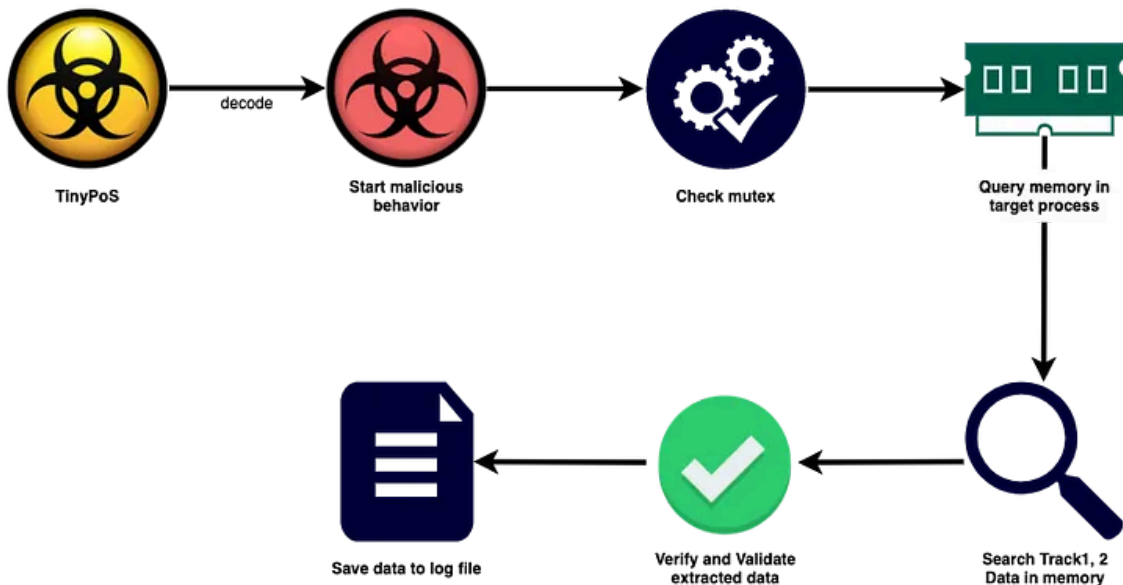 decode
TinyPoS
Start malicious
behavior
Check mutex
Query memory in
target process
Save data to log file
Verify and Validate
extracted data
Search Track1, 2
Data in memory